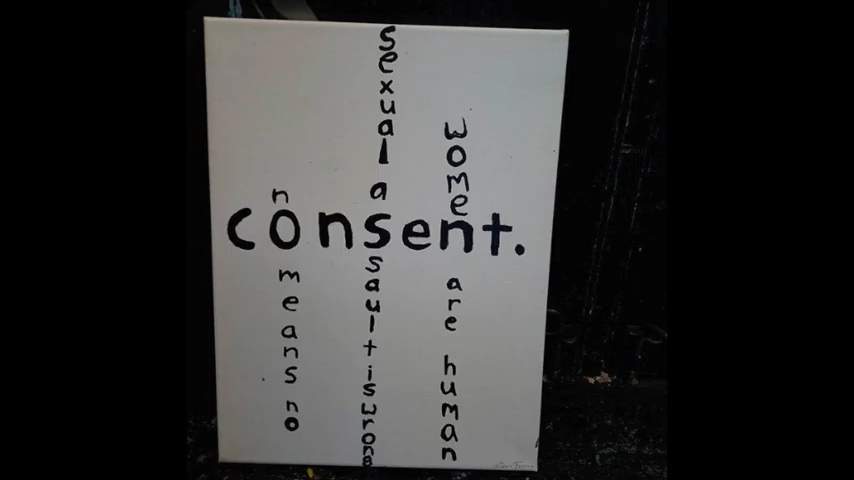 consent.
no means no
sexual assault is wrong
women are human